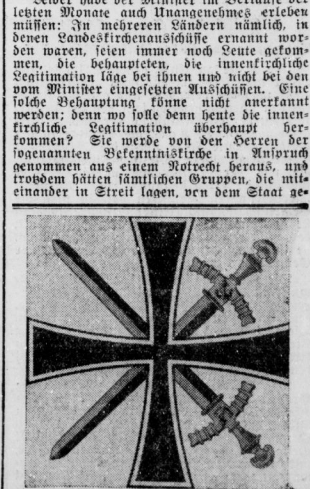 Leider habe der Minister im Verlaufe der
letzten Monate auch Unangenehmes erleben
müssen: In mehreren Ländern nämlich, in
denen Landeskirchenausschüsse ernannt wor-
den waren, seien immer noch Leute gekom-
men, die behaupteten, die innenkirchliche
Legitimation läge bei ihnen und nicht bei den
vom Minister eingesetzten Ausschüssen. Eine
solche Behauptung könne nicht anerkannt
werden; denn wo solle denn heute die innen-
kirchliche Legitimation überhaupt her-
kommen? Sie werde von den Herren der
sogenannten Bekenntniskirche in Anspruch
genommen aus einem Notrecht heraus, und
trotzdem hätten sämtlichen Gruppen, die mit-
einander in Streit lagen, von dem Staat ge-